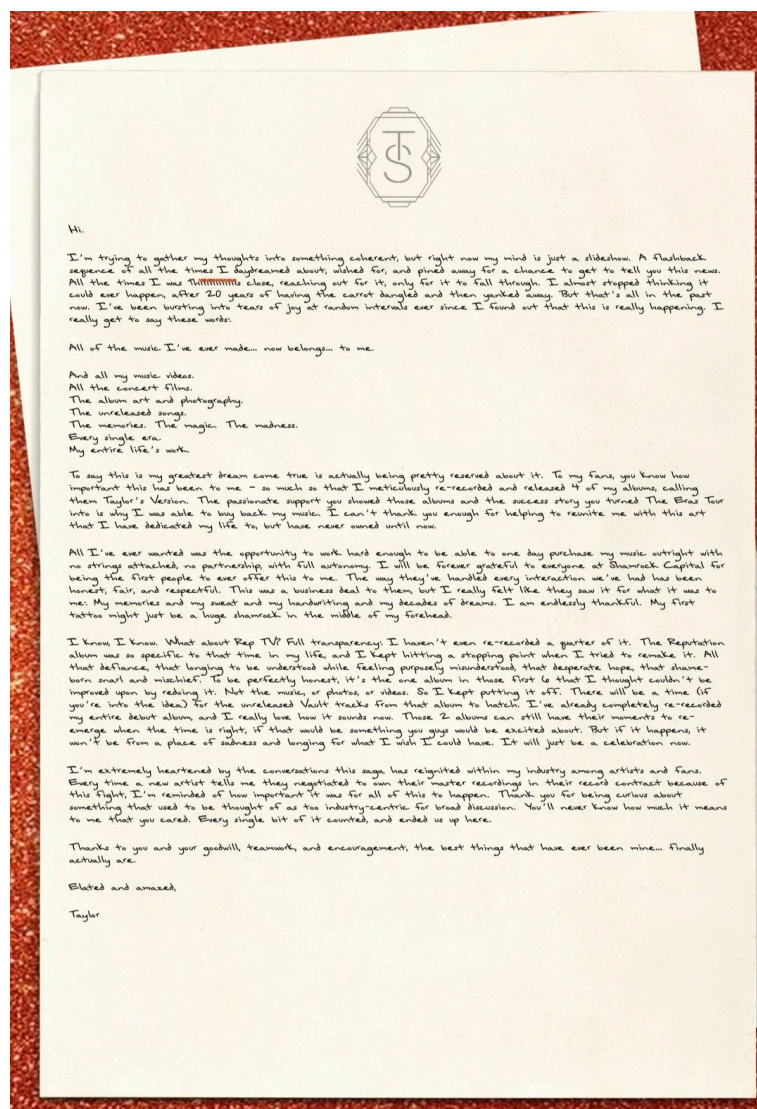 TS
Hi.
I'm trying to gather my thoughts into something coherent, but right now my mind is just a slideshow. A flashback
sequence of all the times I daydreamed about, wished for, and pined away for a chance to get to tell you this news.
All the times I was thiiiiiiiiiiiis close, reaching out for it, only for it to fall through. I almost stopped thinking it
could ever happen, after 20 years of having the carrot dangled and then yanked away. But that's all in the past
now. I've been bursting into tears of joy at random intervals ever since I found out that this is really happening. I
really get to say these words:
All of the music I've ever made... now belongs... to me.
And all my music videos.
All the concert films.
The album art and photography.
The unreleased songs.
The memories. The magic. The madness.
Every single era.
My entire life's work.
To say this is my greatest dream come true is actually being pretty reserved about it. To my fans, you know how
important this has been to me - so much so that I meticulously re-recorded and released 4 of my albums, calling
them Taylor's Version. The passionate support you showed those albums and the success story you turned The Eras Tour
into is why I was able to buy back my music. I can't thank you enough for helping to reunite me with this art
that I have dedicated my life to, but have never owned until now.
All I've ever wanted was the opportunity to work hard enough to be able to one day purchase my music outright with
no strings attached, no partnership, with full autonomy. I will be forever grateful to everyone at Shamrock Capital for
being the first people to ever offer this to me. The way they've handled every interaction we've had has been
honest, fair, and respectful. This was a business deal to them, but I really felt like they saw it for what it was to
me: My memories and my sweat and my handwriting and my decades of dreams. I am endlessly thankful. My first
tattoo might just be a huge shamrock in the middle of my forehead.
I know, I know. What about Rep TV? Full transparency: I haven't even re-recorded a quarter of it. The Reputation
album was so specific to that time in my life, and I kept hitting a stopping point when I tried to remake it. All
that defiance, that longing to be understood while feeling purposely misunderstood, that desperate hope, that shame-
born snarl and mischief. To be perfectly honest, it's the one album in those first 6 that I thought couldn't be
improved upon by redoing it. Not the music, or photos, or videos. So I kept putting it off. There will be a time (if
you're into the idea) for the unreleased Vault tracks from that album to hatch. I've already completely re-recorded
my entire debut album, and I really love how it sounds now. Those 2 albums can still have their moments to re-
emerge when the time is right, if that would be something you guys would be excited about. But if it happens, it
won't be from a place of sadness and longing for what I wish I could have. It will just be a celebration now.
I'm extremely heartened by the conversations this saga has reignited within my industry among artists and fans.
Every time a new artist tells me they negotiated to own their master recordings in their record contract because of
this fight, I'm reminded of how important it was for all of this to happen. Thank you for being curious about
something that used to be thought of as too industry-centric for broad discussion. You'll never know how much it means
to me that you cared. Every single bit of it counted, and ended us up here.
Thanks to you and your goodwill, teamwork, and encouragement, the best things that have ever been mine... finally
actually are.
Elated and amazed,
Taylor